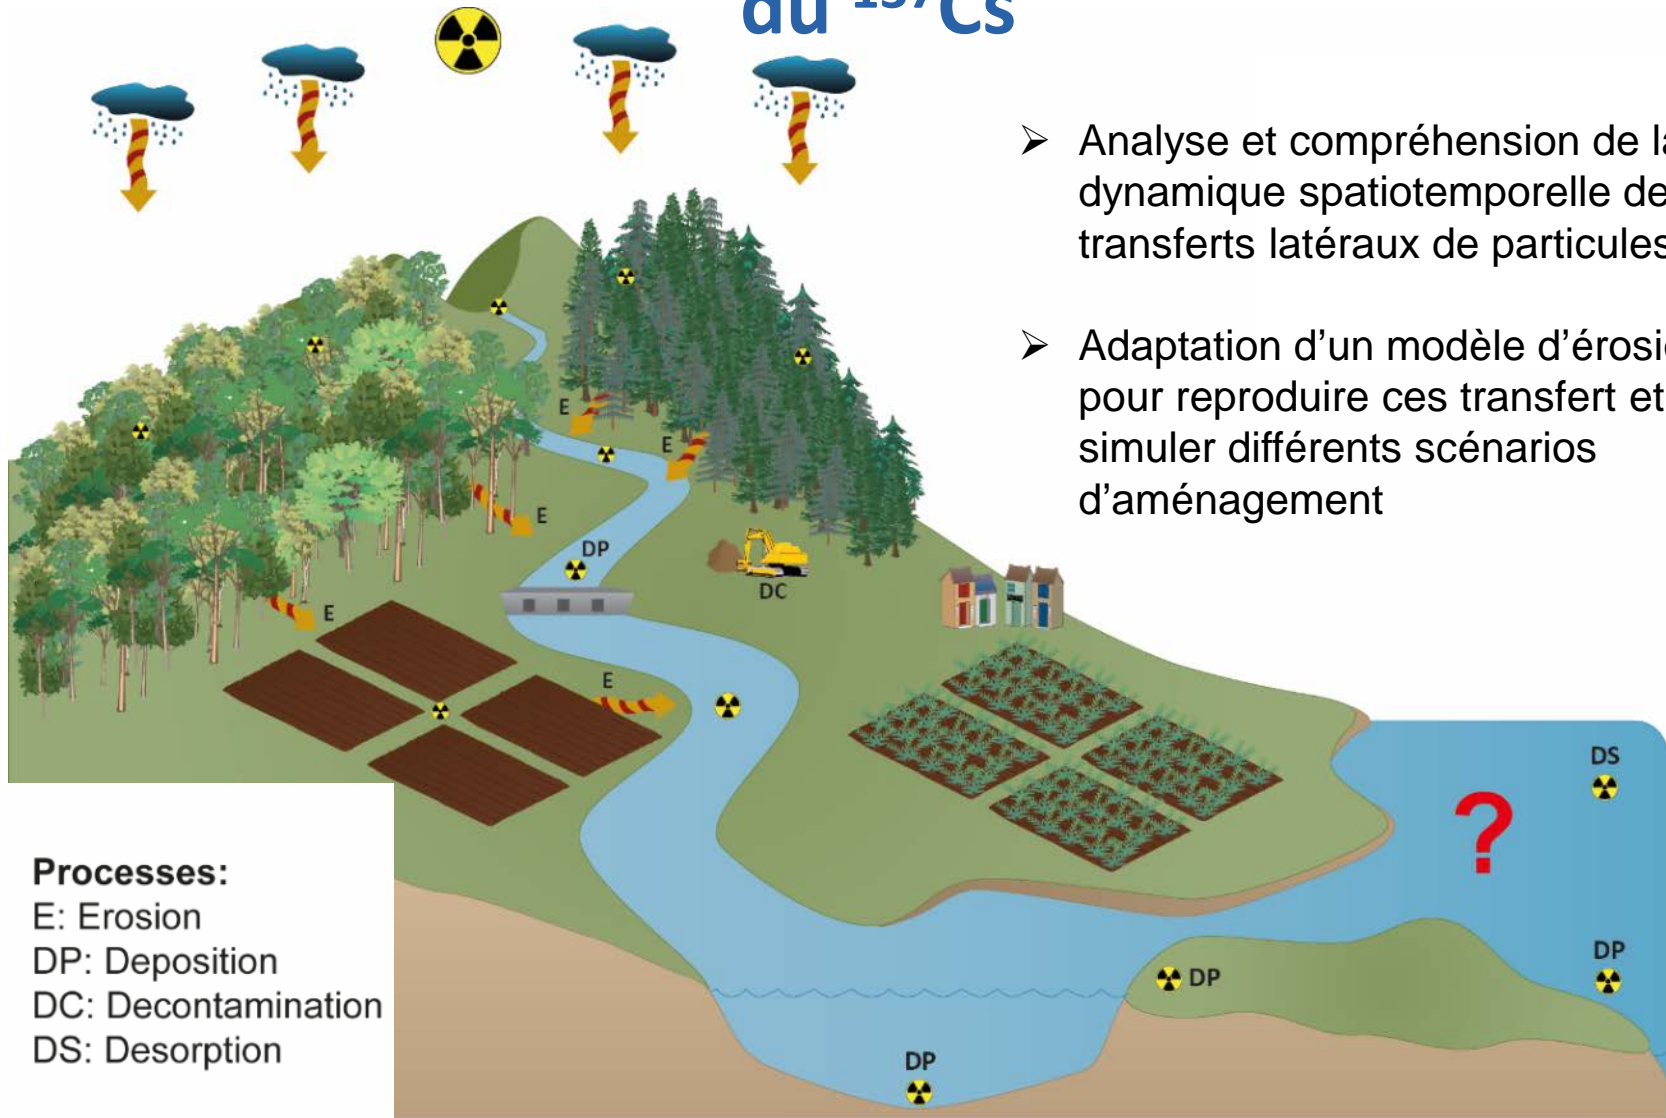 du ¹³⁷Cs
➢ Analyse et compréhension de la
dynamique spatiotemporelle de
transferts latéraux de particules
➢ Adaptation d’un modèle d’érosi
pour reproduire ces transfert et
simuler différents scénarios
d’aménagement
E
E
E
DP
DC
E
E
DS
DP
DP
DP
?
Processes:
E: Erosion
DP: Deposition
DC: Decontamination
DS: Desorption